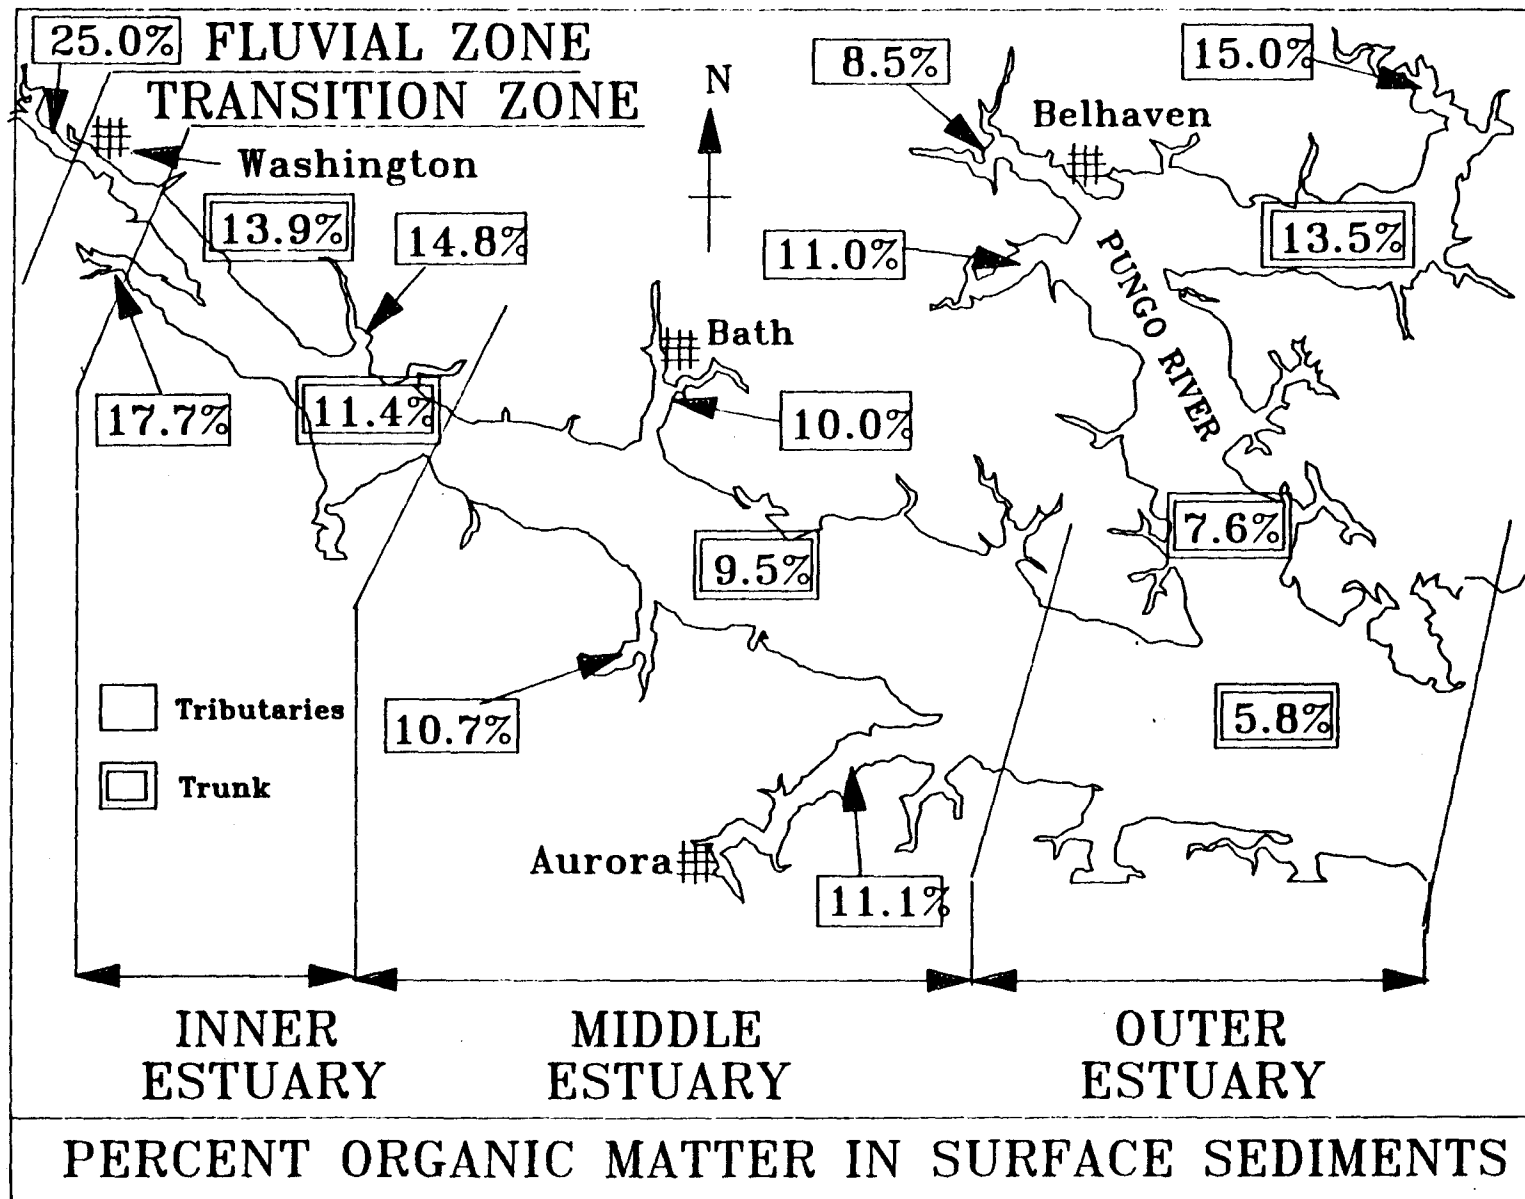 25.0% FLUVIAL ZONE
TRANSITION ZONE
Washington
13.9%
14.8%
17.7%
11.4%
N
8.5%
15.0%
Belhaven
11.0%
13.5%
PUNGO RIVER
Bath
10.0%
9.5%
7.6%
10.7%
5.8%
Tributaries
Trunk
Aurora
11.1%
INNER
ESTUARY
MIDDLE
ESTUARY
OUTER
ESTUARY
PERCENT ORGANIC MATTER IN SURFACE SEDIMENTS